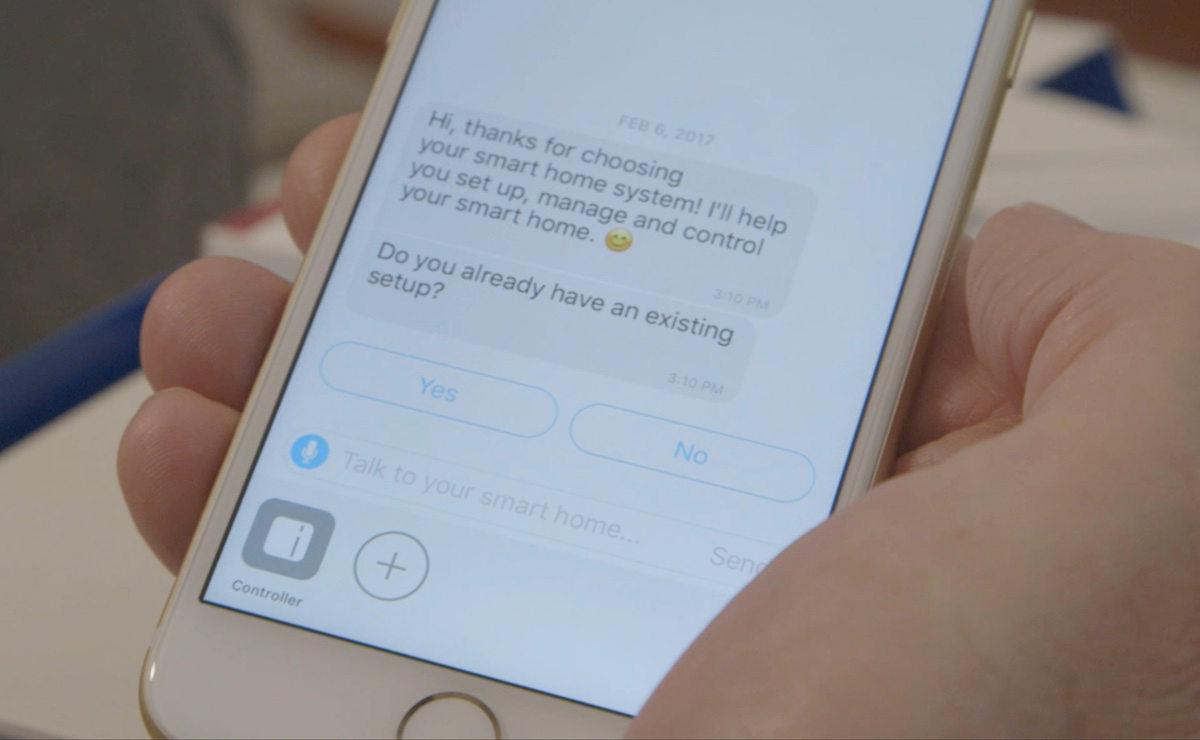 FEB 6, 2017
Hi, thanks for choosing
your smart home system! I'll help
you set up, manage and control
your smart home. 😊
3:10 PM
Do you already have an existing
setup?
3:10 PM
Yes
No
Talk to your smart home...
Send
Controller